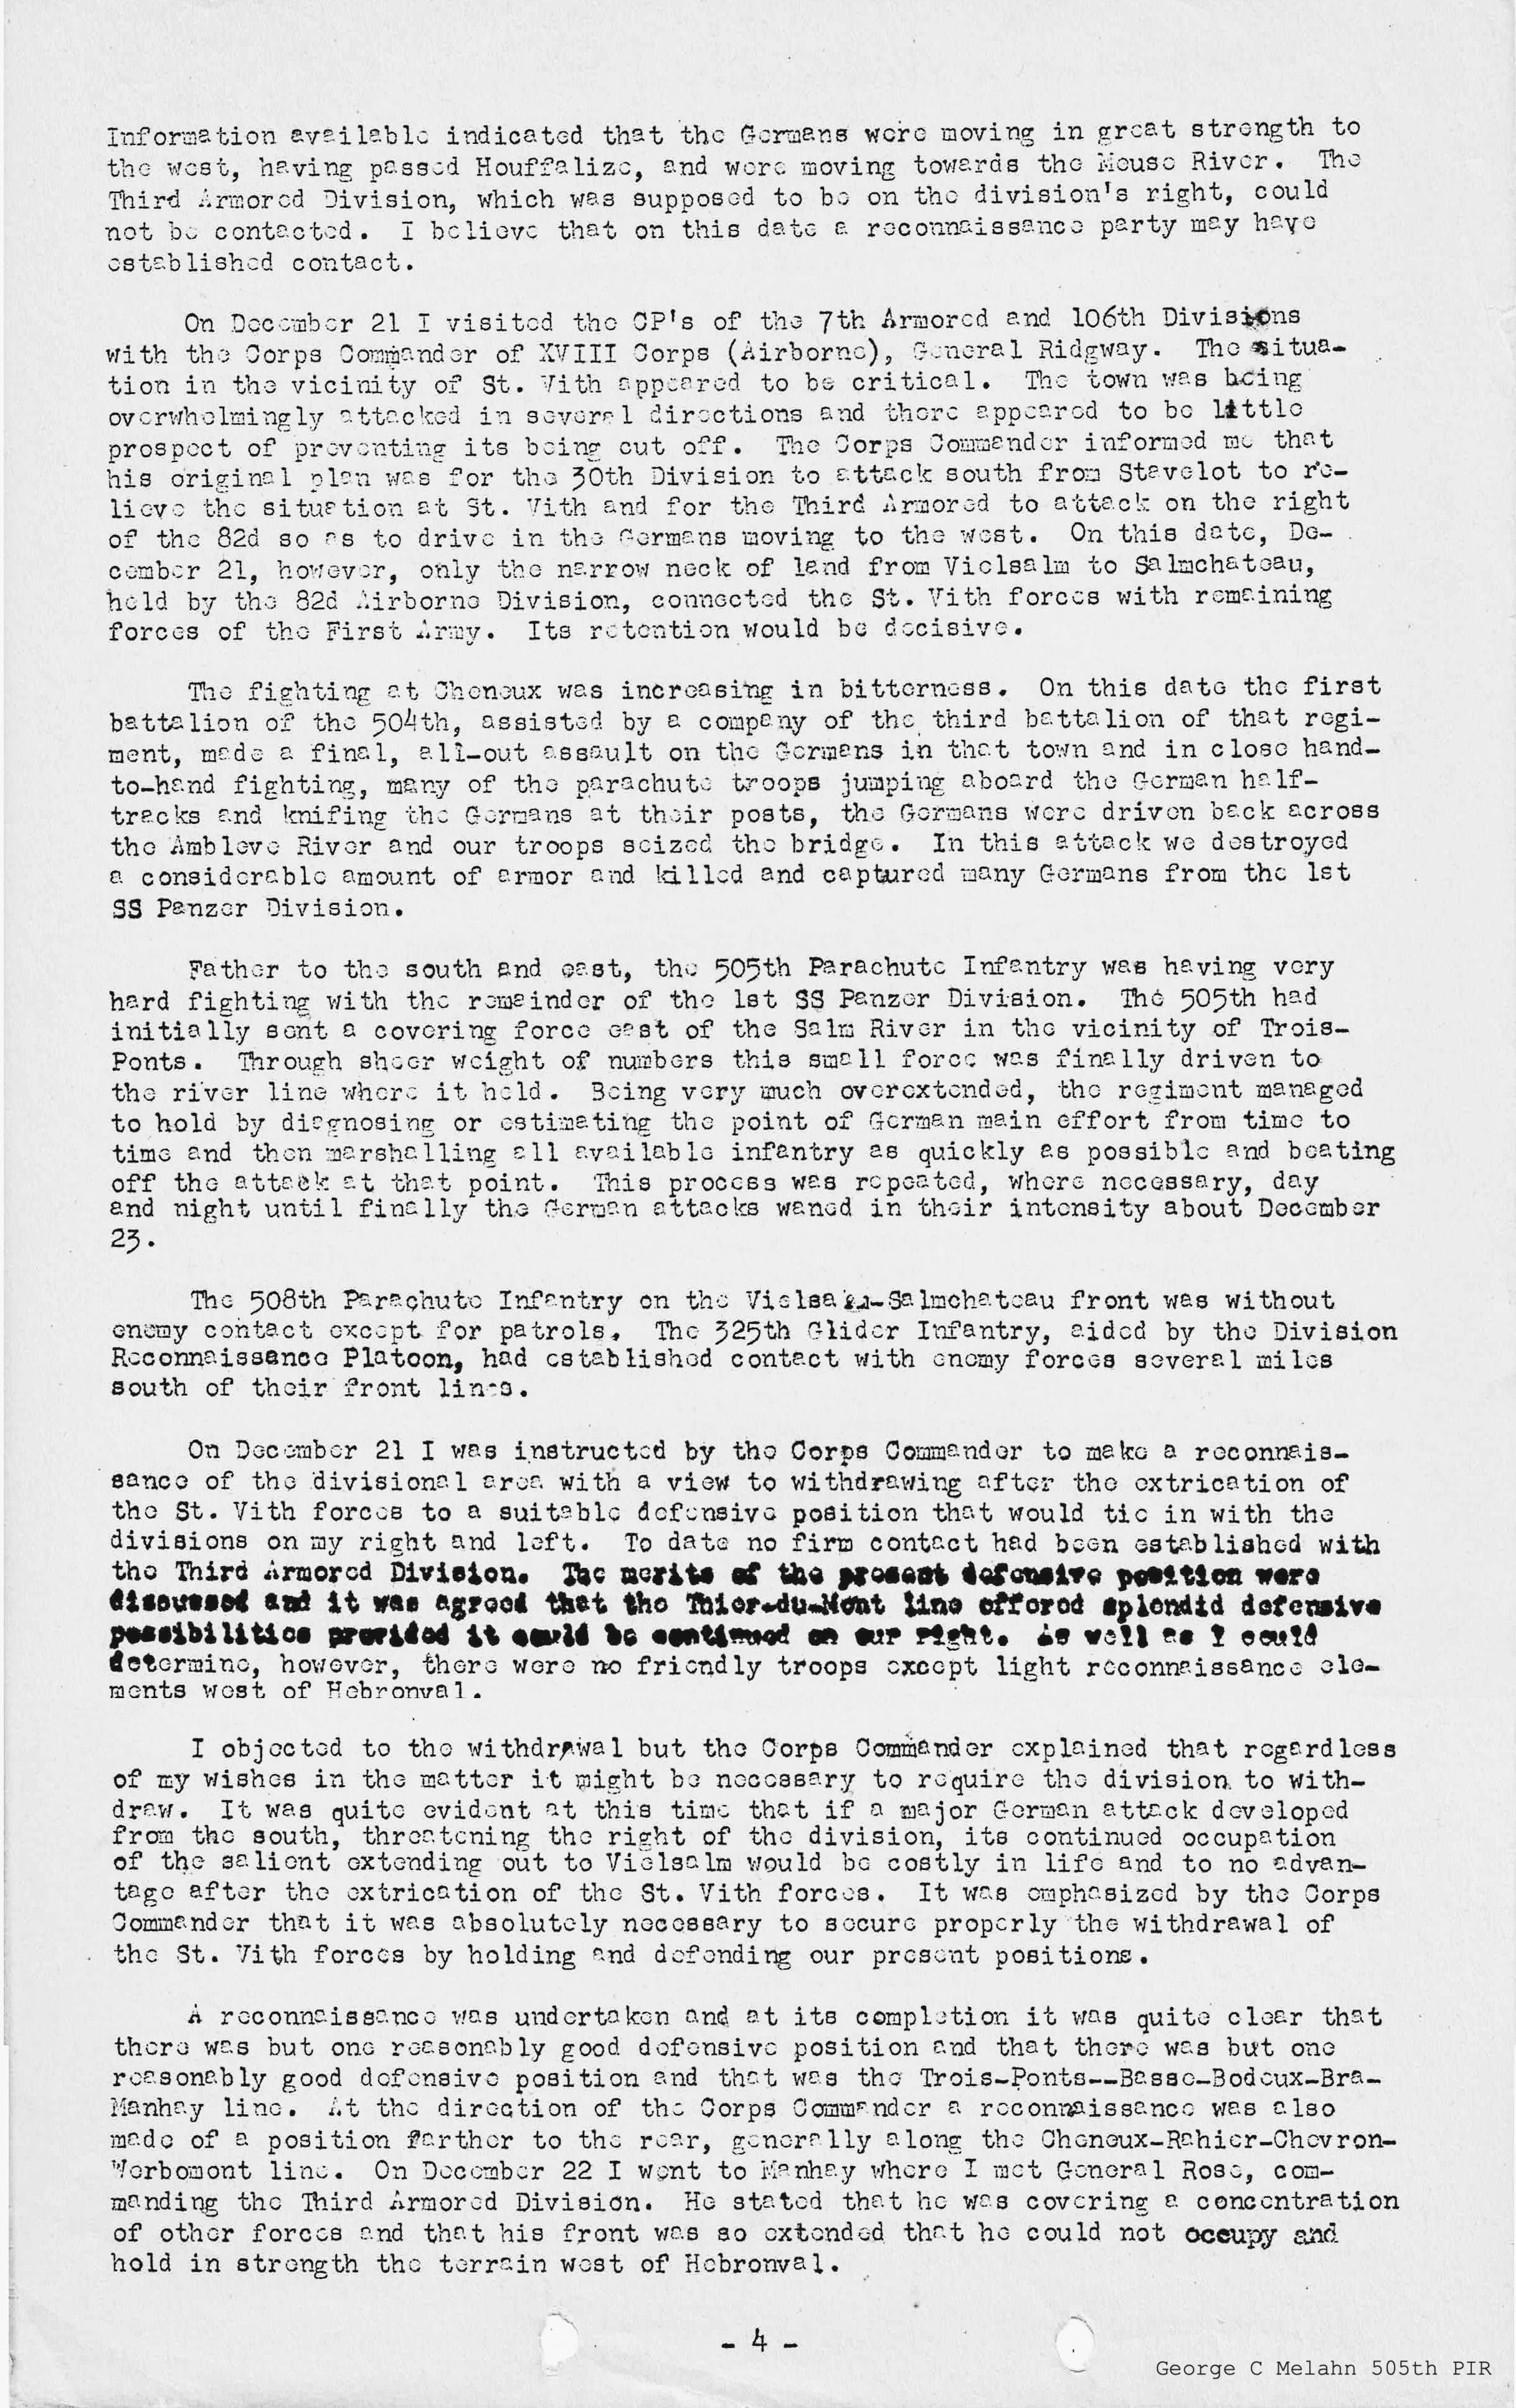 Information available indicated that the Germans were moving in great strength to
the west, having passed Houffalize, and were moving towards the Meuse River. The
Third Armored Division, which was supposed to be on the division's right, could
not be contacted. I believe that on this date a reconnaissance party may have
established contact.
On December 21 I visited the CP's of the 7th Armored and 106th Divisions
with the Corps Commander of XVIII Corps (Airborne), General Ridgway. The situa-
tion in the vicinity of St. Vith appeared to be critical. The town was being
overwhelmingly attacked in several directions and there appeared to be little
prospect of preventing its being cut off. The Corps Commander informed me that
his original plan was for the 30th Division to attack south from Stavelot to re-
lieve the situation at St. Vith and for the Third Armored to attack on the right
of the 82d so as to drive in the Germans moving to the west. On this date, De-
cember 21, however, only the narrow neck of land from Vielsalm to Salmchateau,
held by the 82d Airborne Division, connected the St. Vith forces with remaining
forces of the First Army. Its retention would be decisive.
The fighting at Cheneux was increasing in bitterness. On this date the first
battalion of the 504th, assisted by a company of the third battalion of that regi-
ment, made a final, all-out assault on the Germans in that town and in close hand-
to-hand fighting, many of the parachute troops jumping aboard the German half-
tracks and knifing the Germans at their posts, the Germans were driven back across
the Ambleve River and our troops seized the bridge. In this attack we destroyed
a considerable amount of armor and killed and captured many Germans from the 1st
SS Panzer Division.
Father to the south and east, the 505th Parachute Infantry was having very
hard fighting with the remainder of the 1st SS Panzer Division. The 505th had
initially sent a covering force east of the Salm River in the vicinity of Trois-
Ponts. Through sheer weight of numbers this small force was finally driven to
the river line where it held. Being very much overextended, the regiment managed
to hold by diagnosing or estimating the point of German main effort from time to
time and then marshalling all available infantry as quickly as possible and beating
off the attack at that point. This process was repeated, where necessary, day
and night until finally the German attacks waned in their intensity about December
23.
The 508th Parachute Infantry on the Vielsalm-Salmchateau front was without
enemy contact except for patrols. The 325th Glider Infantry, aided by the Division
Reconnaissance Platoon, had established contact with enemy forces several miles
south of their front lines.
On December 21 I was instructed by the Corps Commander to make a reconnais-
sance of the divisional area with a view to withdrawing after the extrication of
the St. Vith forces to a suitable defensive position that would tie in with the
divisions on my right and left. To date no firm contact had been established with
the Third Armored Division. The merits of the present defensive position were
discussed and it was agreed that the Thier-du-Mont line offered splendid defensive
possibilities provided it could be continued on our right. As well as I could
determine, however, there were no friendly troops except light reconnaissance ele-
ments west of Hebronval.
I objected to the withdrawal but the Corps Commander explained that regardless
of my wishes in the matter it might be necessary to require the division to with-
draw. It was quite evident at this time that if a major German attack developed
from the south, threatening the right of the division, its continued occupation
of the salient extending out to Vielsalm would be costly in life and to no advan-
tage after the extrication of the St. Vith forces. It was emphasized by the Corps
Commander that it was absolutely necessary to secure properly the withdrawal of
the St. Vith forces by holding and defending our present positions.
A reconnaissance was undertaken and at its completion it was quite clear that
there was but one reasonably good defensive position and that there was but one
reasonably good defensive position and that was the Trois-Ponts--Basse-Bodeux-Bra-
Manhay line. At the direction of the Corps Commander a reconnaissance was also
made of a position farther to the rear, generally along the Cheneux-Rahier-Chevron-
Werbomont line. On December 22 I went to Manhay where I met General Rose, com-
manding the Third Armored Division. He stated that he was covering a concentration
of other forces and that his front was so extended that he could not occupy and
hold in strength the terrain west of Hebronval.
- 4 -
George C Melahn 505th PIR